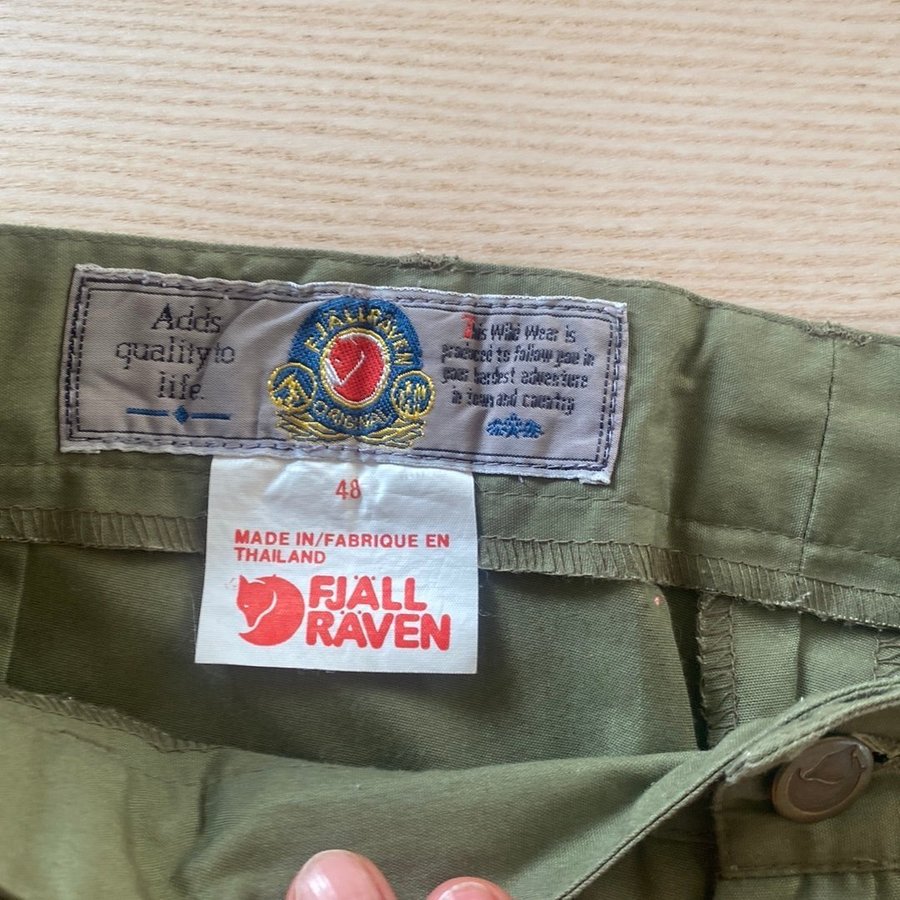 Adds
quality to
life.
FJÄLLRÄVEN
ORIGINAL
This Wild Wear is
produced to follow you in
your hardest adventure
in town and country
48
MADE IN/FABRIQUE EN
THAILAND
FJÄLL
RÄVEN